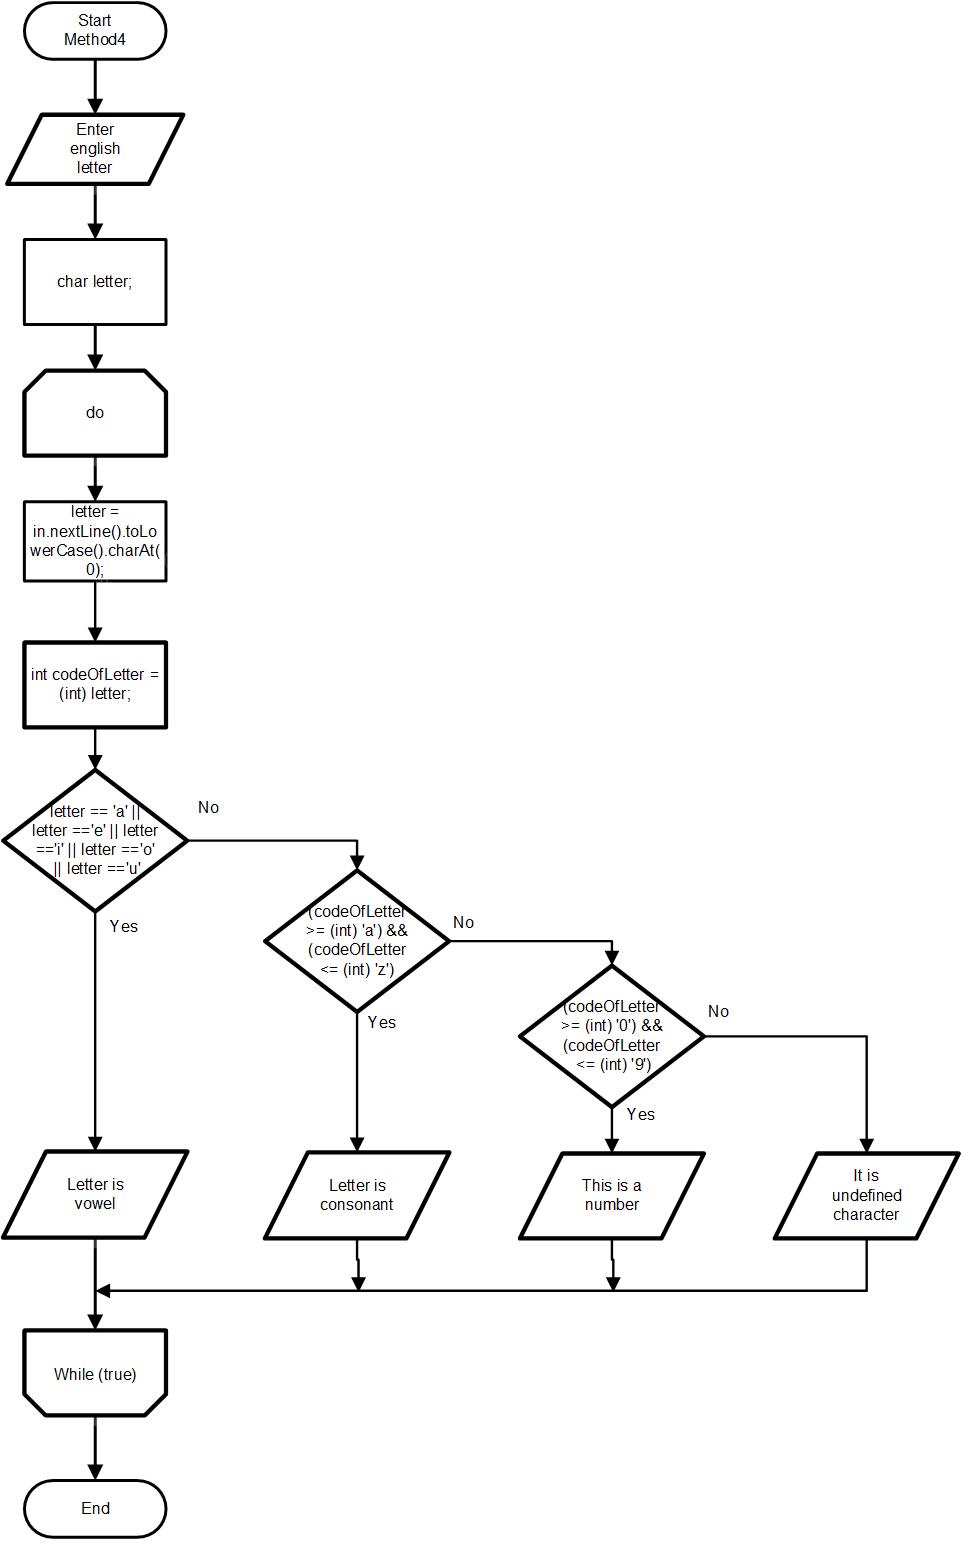 Start
Method4
Enter
english
letter
char letter;
do
letter =
in.nextLine().toLo
werCase().charAt(
0);
int codeOfLetter =
(int) letter;
letter == 'a' ||
letter =='e' || letter
=='i' || letter =='o'
|| letter =='u'
No
Yes
(codeOfLetter
>= (int) 'a') &&
(codeOfLetter
<= (int) 'z')
No
Yes
(codeOfLetter
>= (int) '0') &&
(codeOfLetter
<= (int) '9')
No
Yes
Letter is
vowel
Letter is
consonant
This is a
number
It is
undefined
character
While (true)
End